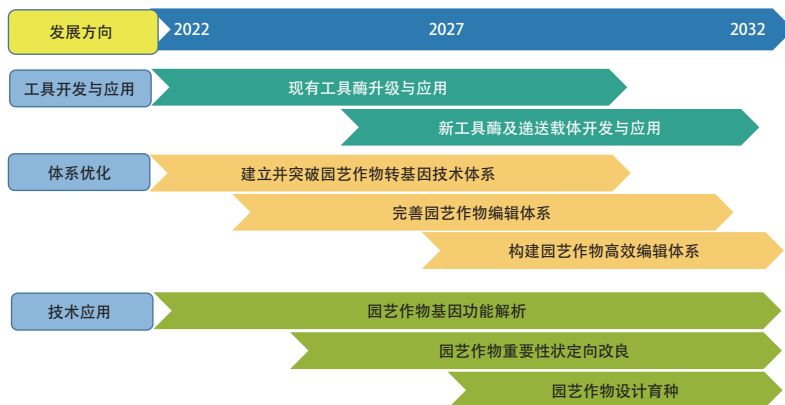 发展方向 2022 2027 2032
工具开发与应用 现有工具酶升级与应用
新工具酶及递送载体开发与应用
体系优化 建立并突破园艺作物转基因技术体系
完善园艺作物编辑体系
构建园艺作物高效编辑体系
技术应用 园艺作物基因功能解析
园艺作物重要性状定向改良
园艺作物设计育种